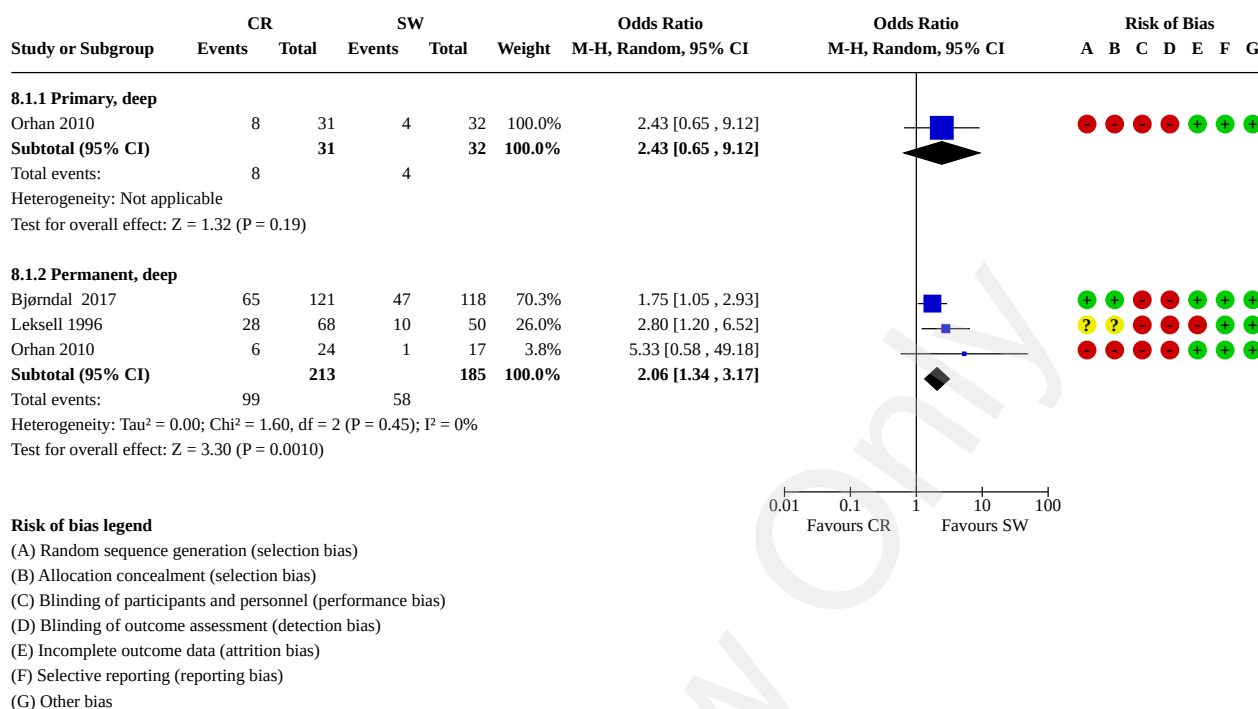 CR SW Odds Ratio Odds Ratio Risk of Bias
Study or Subgroup Events Total Events Total Weight M-H, Random, 95% CI M-H, Random, 95% CI A B C D E F G
8.1.1 Primary, deep
Orhan 2010 8 31 4 32 100.0% 2.43 [0.65 , 9.12] - - - - + + +
Subtotal (95% CI) 31 32 100.0% 2.43 [0.65 , 9.12]
Total events: 8 4
Heterogeneity: Not applicable
Test for overall effect: Z = 1.32 (P = 0.19)
8.1.2 Permanent, deep
Bjørndal 2017 65 121 47 118 70.3% 1.75 [1.05 , 2.93] + + - - + + +
Leksell 1996 28 68 10 50 26.0% 2.80 [1.20 , 6.52] ? ? - - - + +
Orhan 2010 6 24 1 17 3.8% 5.33 [0.58 , 49.18] - - - - + + +
Subtotal (95% CI) 213 185 100.0% 2.06 [1.34 , 3.17]
Total events: 99 58
Heterogeneity: Tau² = 0.00; Chi² = 1.60, df = 2 (P = 0.45); I² = 0%
Test for overall effect: Z = 3.30 (P = 0.0010)
0.01 0.1 1 10 100
Favours CR Favours SW
Risk of bias legend
(A) Random sequence generation (selection bias)
(B) Allocation concealment (selection bias)
(C) Blinding of participants and personnel (performance bias)
(D) Blinding of outcome assessment (detection bias)
(E) Incomplete outcome data (attrition bias)
(F) Selective reporting (reporting bias)
(G) Other bias
Only